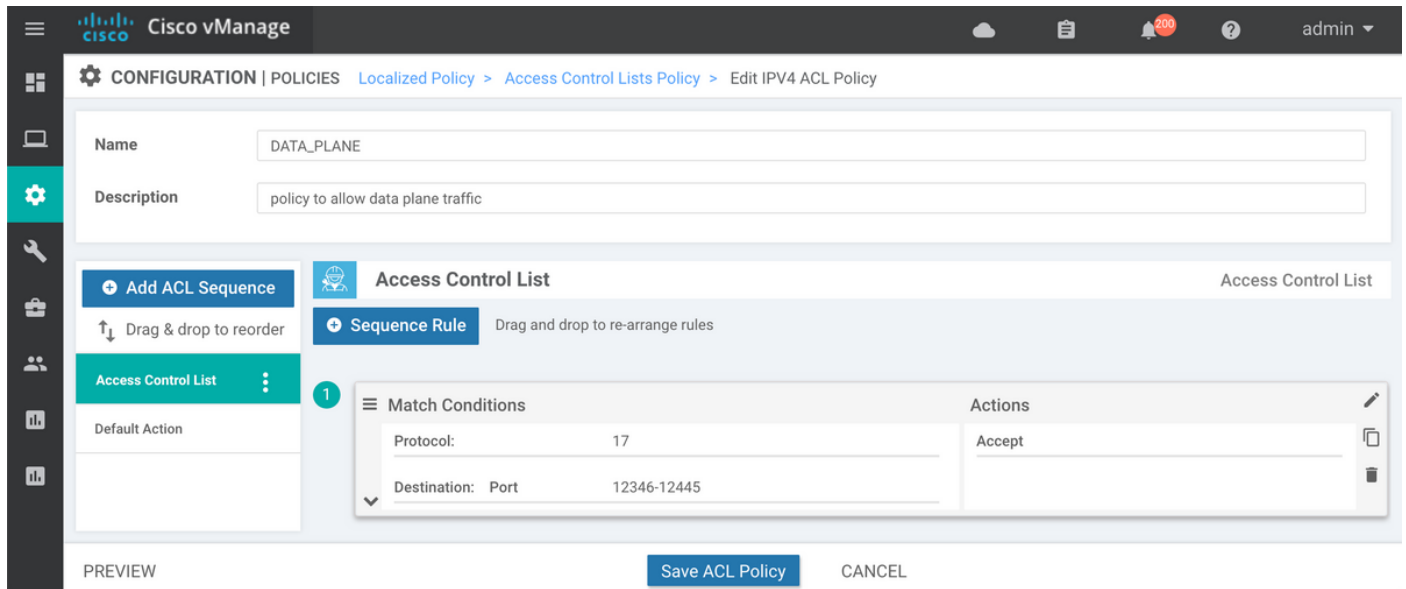 cisco Cisco vManage
200
admin
CONFIGURATION | POLICIES Localized Policy > Access Control Lists Policy > Edit IPV4 ACL Policy
Name DATA_PLANE
Description policy to allow data plane traffic
Add ACL Sequence
Drag & drop to reorder
Access Control List
Default Action
Access Control List Access Control List
Sequence Rule Drag and drop to re-arrange rules
1
Match Conditions Actions
Protocol: 17 Accept
Destination: Port 12346-12445
PREVIEW Save ACL Policy CANCEL